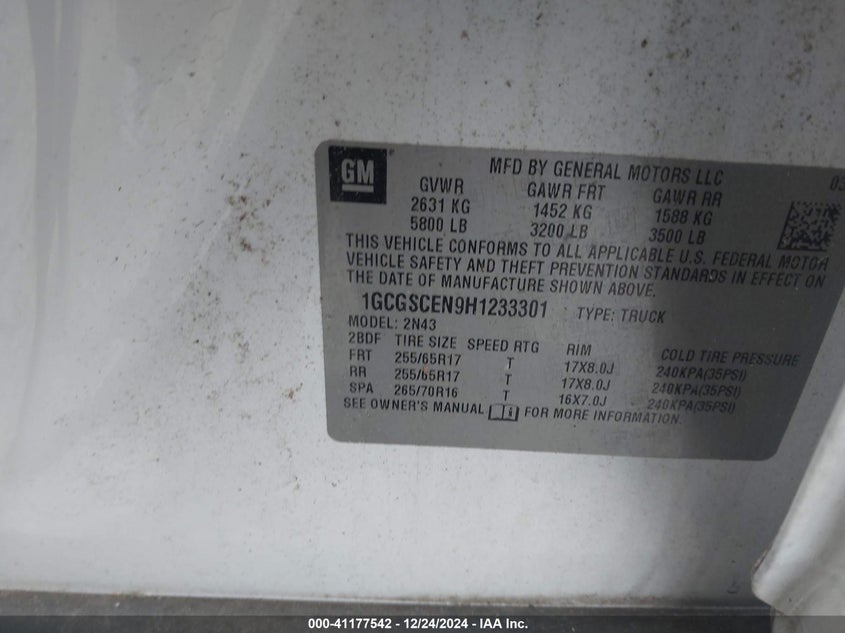 GM
MFD BY GENERAL MOTORS LLC
GVWR GAWR FRT GAWR RR
2631 KG 1452 KG 1588 KG
5800 LB 3200 LB 3500 LB
THIS VEHICLE CONFORMS TO ALL APPLICABLE U.S. FEDERAL MOTOR
VEHICLE SAFETY AND THEFT PREVENTION STANDARDS IN EFFECT ON
THE DATE OF MANUFACTURE SHOWN ABOVE.
1GCGSCEN9H1233301 TYPE: TRUCK
MODEL: 2N43
2BDF TIRE SIZE SPEED RTG RIM COLD TIRE PRESSURE
FRT 255/65R17 T 17X8.0J 240KPA(35PSI)
RR 255/65R17 T 17X8.0J 240KPA(35PSI)
SPA 265/70R16 T 16X7.0J 240KPA(35PSI)
SEE OWNER'S MANUAL FOR MORE INFORMATION.
000-41177542 - 12/24/2024 - IAA Inc.